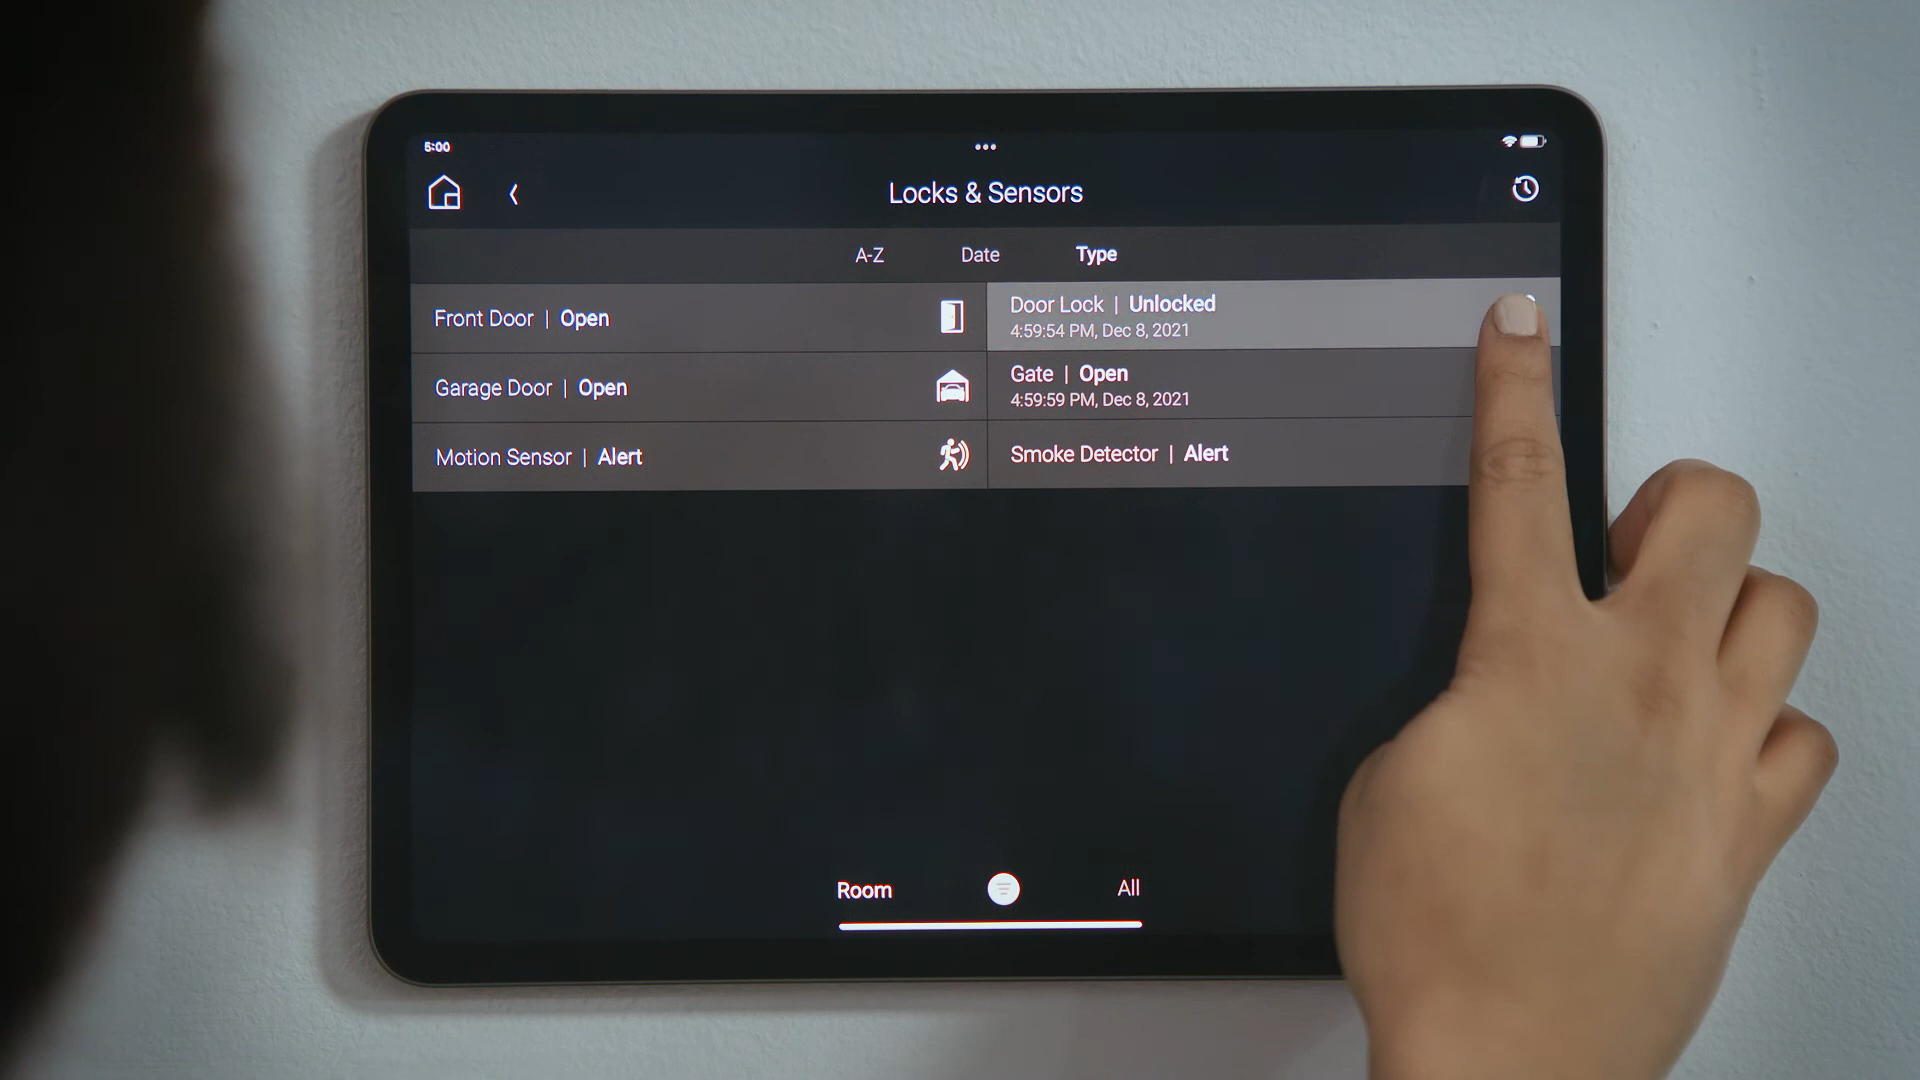 5:00
Locks & Sensors
A-Z Date Type
Front Door | Open
Door Lock | Unlocked
4:59:54 PM, Dec 8, 2021
Garage Door | Open
Gate | Open
4:59:59 PM, Dec 8, 2021
Motion Sensor | Alert
Smoke Detector | Alert
Room All